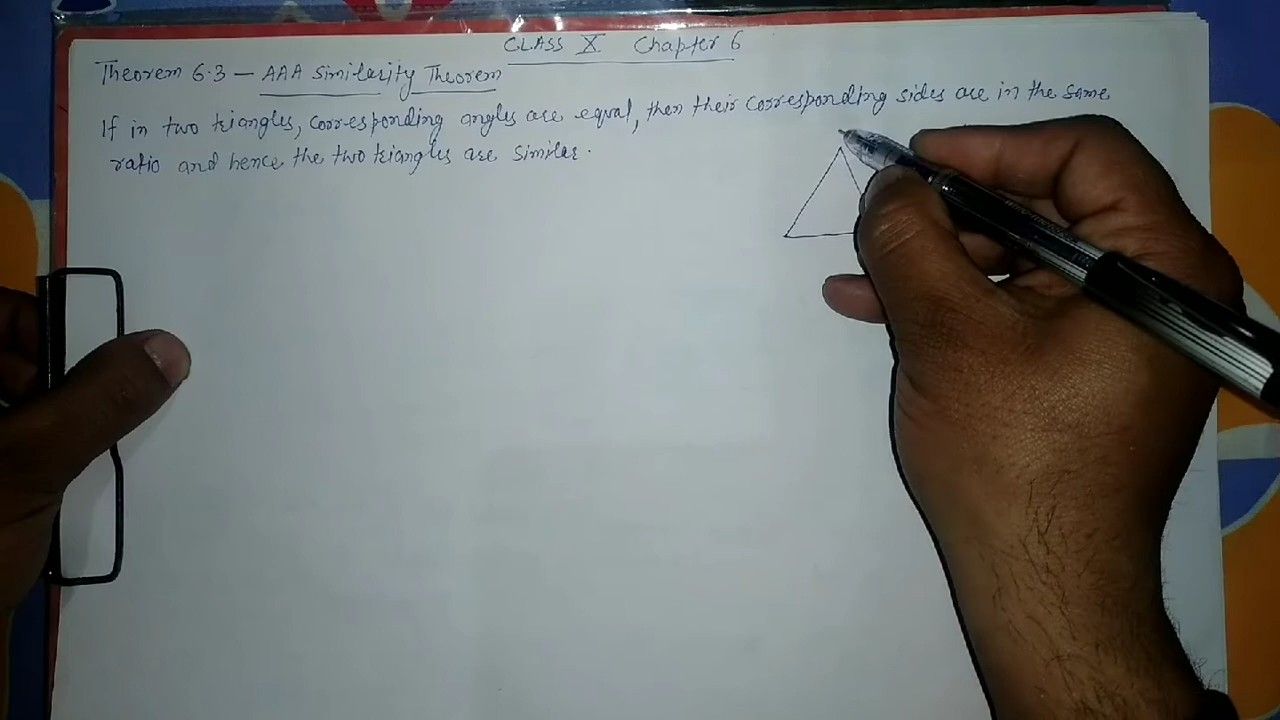 CLASS X Chapter 6
Theorem 6.3 — AAA Similarity Theorem
If in two triangles, corresponding angles are equal, then their corresponding sides are in the same
ratio and hence the two triangles are similar.